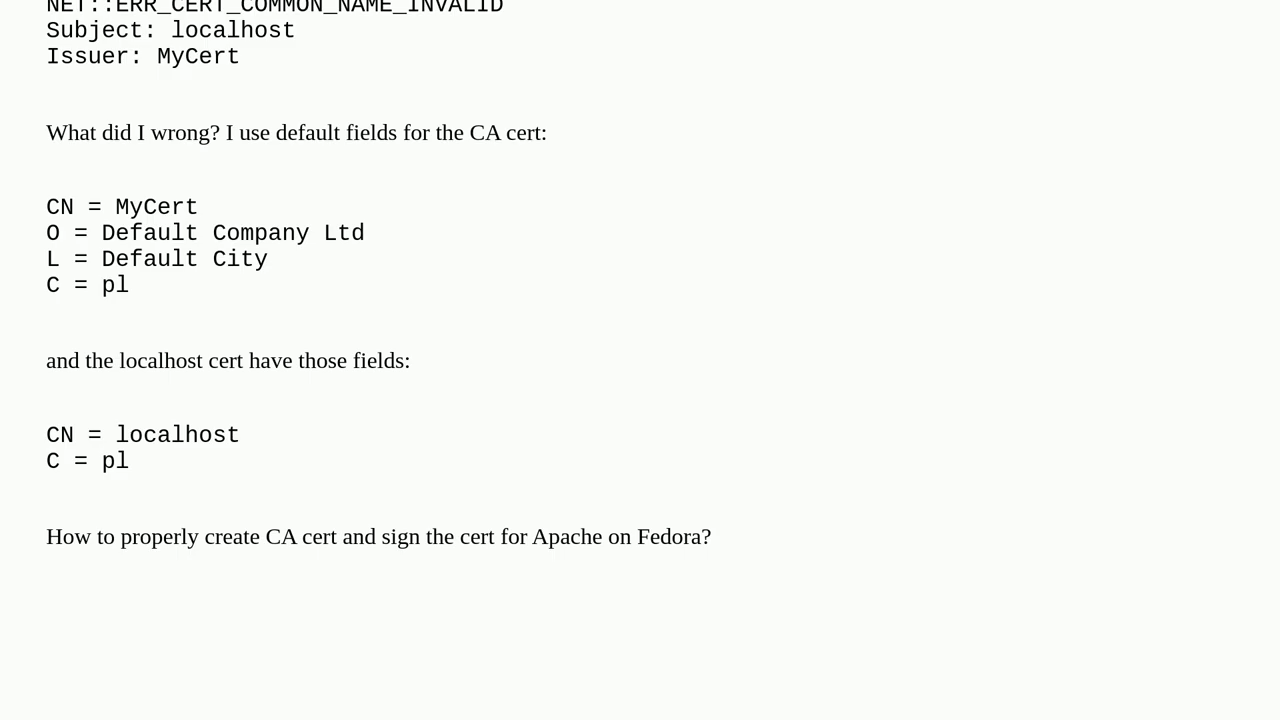 NET::ERR_CERT_COMMON_NAME_INVALID
Subject: localhost
Issuer: MyCert
What did I wrong? I use default fields for the CA cert:
CN = MyCert
O = Default Company Ltd
L = Default City
C = pl
and the localhost cert have those fields:
CN = localhost
C = pl
How to properly create CA cert and sign the cert for Apache on Fedora?